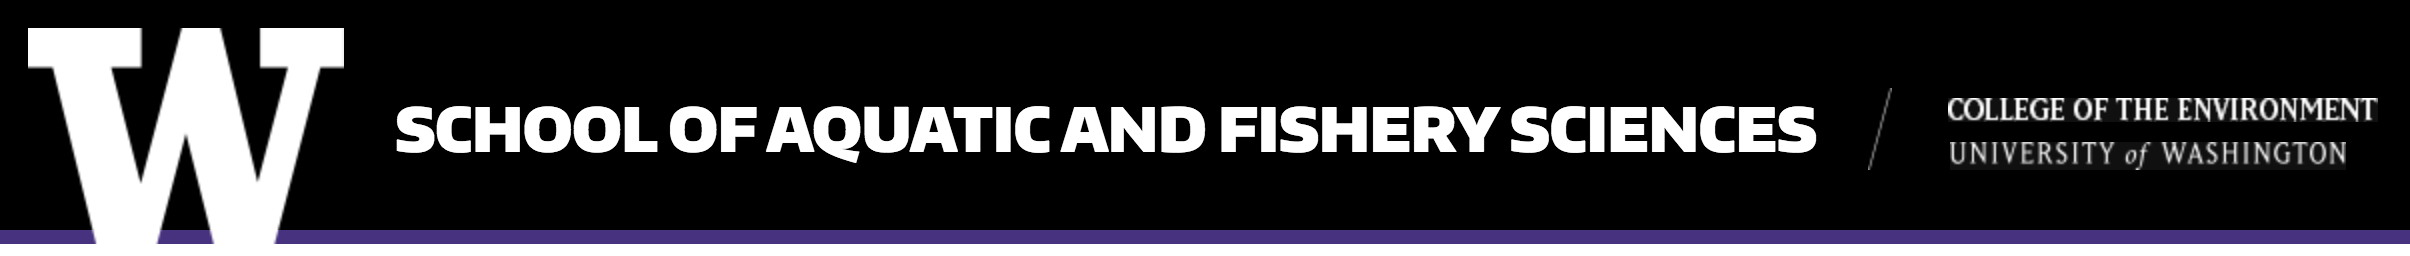 W
SCHOOL OF AQUATIC AND FISHERY SCIENCES
COLLEGE OF THE ENVIRONMENT
UNIVERSITY of WASHINGTON